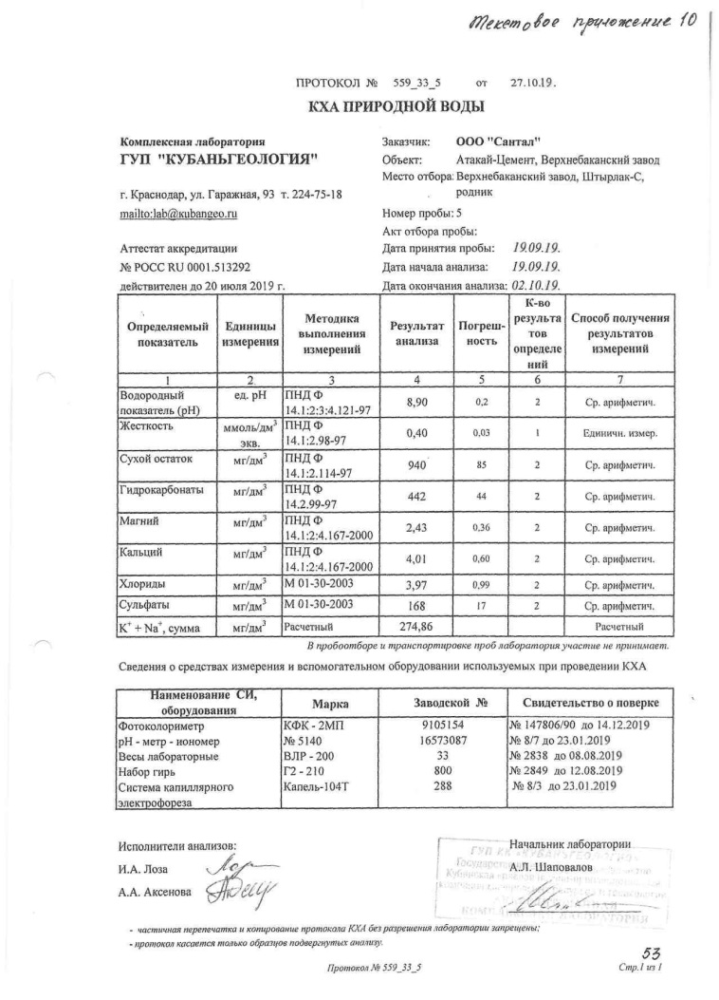 Текстовое приложение 10
ПРОТОКОЛ № 559_33_5 от 27.10.19.
КХА ПРИРОДНОЙ ВОДЫ
Комплексная лаборатория
ГУП "КУБАНЬГЕОЛОГИЯ"
г. Краснодар, ул. Гаражная, 93 т. 224-75-18
mailto:lab@кubangeo.ru
Аттестат аккредитации
№ РОСС RU 0001.513292
действителен до 20 июля 2019 г.
Заказчик: ООО "Сантал"
Объект: Атакай-Цемент, Верхнебаканский завод
Место отбора: Верхнебаканский завод, Штырлак-С,
родник
Номер пробы: 5
Акт отбора пробы:
Дата принятия пробы: 19.09.19.
Дата начала анализа: 19.09.19.
Дата окончания анализа: 02.10.19.
Определяемый показатель Единицы измерения Методика выполнения измерений Результат анализа Погреш-ность К-во результа тов определе ний Способ получения результатов измерений
1 2 3 4 5 6 7
Водородный показатель (pH) ед. pH ПНД Ф 14.1:2:3:4.121-97 8,90 0,2 2 Ср. арифметич.
Жесткость ммоль/дм³ экв. ПНД Ф 14.1:2.98-97 0,40 0,03 1 Единичн. измер.
Сухой остаток мг/дм³ ПНД Ф 14.1:2.114-97 940 85 2 Ср. арифметич.
Гидрокарбонаты мг/дм³ ПНД Ф 14.2.99-97 442 44 2 Ср. арифметич.
Магний мг/дм³ ПНД Ф 14.1:2:4.167-2000 2,43 0,36 2 Ср. арифметич.
Кальций мг/дм³ ПНД Ф 14.1:2:4.167-2000 4,01 0,60 2 Ср. арифметич.
Хлориды мг/дм³ М 01-30-2003 3,97 0,99 2 Ср. арифметич.
Сульфаты мг/дм³ М 01-30-2003 168 17 2 Ср. арифметич.
K⁺ + Na⁺, сумма мг/дм³ Расчетный 274,86 Расчетный
В пробоотборе и транспортировке проб лаборатория участие не принимает.
Сведения о средствах измерения и вспомогательном оборудовании используемых при проведении КХА
Наименование СИ, оборудования Марка Заводской № Свидетельство о поверке
Фотоколориметр КФК - 2МП 9105154 № 147806/90 до 14.12.2019
pH - метр - иономер № 5140 16573087 № 8/7 до 23.01.2019
Весы лабораторные ВЛР - 200 33 № 2838 до 08.08.2019
Набор гирь Г2 - 210 800 № 2849 до 12.08.2019
Система капиллярного электрофореза Капель-104Т 288 № 8/3 до 23.01.2019
Исполнители анализов:
И.А. Лоза
А.А. Аксенова
Начальник лаборатории
А.Л. Шаповалов
ГУП КК «КУБАНЬГЕОЛОГИЯ»
- частичная перепечатка и копирование протокола КХА без разрешения лаборатории запрещены;
- протокол касается только образцов подвергнутых анализу.
53
Протокол № 559_33_5 Стр.1 из 1